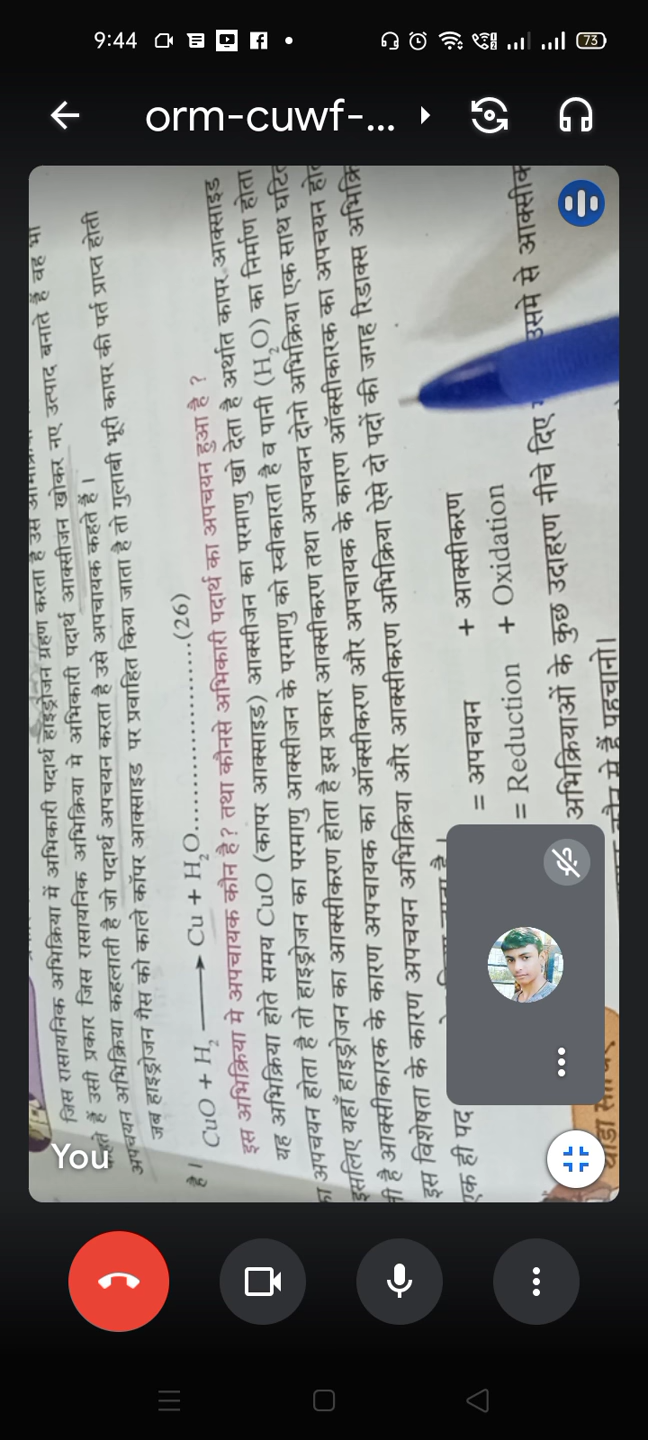 9:44
73
orm-cuwf-...
जिस रासायनिक अभिक्रिया में अभिकारी पदार्थ हाइड्रोजन ग्रहण करता है उसे
हैं उसी प्रकार जिस रासायनिक अभिक्रिया मे अभिकारी पदार्थ आक्सीजन खोकर नए उत्पाद बनाते हैं वह भी
अपचयन अभिक्रिया कहलाती है जो पदार्थ अपचयन करता है उसे अपचायक कहते हैं ।
जब हाइड्रोजन गैस को काले कॉपर आक्साइड पर प्रवाहित किया जाता है तो गुलाबी भूरी कापर की पर्त प्राप्त होती
है ।
CuO + H₂ ⟶ Cu + H₂O.....................(26)
इस अभिक्रिया मे अपचायक कौन है? तथा कौनसे अभिकारी पदार्थ का अपचयन हुआ है ?
यह अभिक्रिया होते समय CuO (कापर आक्साइड) आक्सीजन का परमाणु खो देता है अर्थात कापर आक्साइड
अपचयन होता है तो हाइड्रोजन का परमाणु आक्सीजन के परमाणु को स्वीकारता है व पानी (H₂O) का निर्माण होता
इसलिए यहाँ हाइड्रोजन का आक्सीकरण होता है इस प्रकार आक्सीकरण तथा अपचयन दोनो अभिक्रिया एक साथ
है आक्सीकारक के कारण अपचायक का ऑक्सीकरण और अपचायक के कारण ऑक्सीकारक का अपचयन
इस विशेषता के कारण अपचयन अभिक्रिया और आक्सीकरण अभिक्रिया ऐसे दो पदों की जगह रिडाक्स
एक ही पद
= अपचयन + आक्सीकरण
= Reduction + Oxidation
अभिक्रियाओं के कुछ उदाहरण नीचे दिए उसमे से
में हैं पहचानो।
You